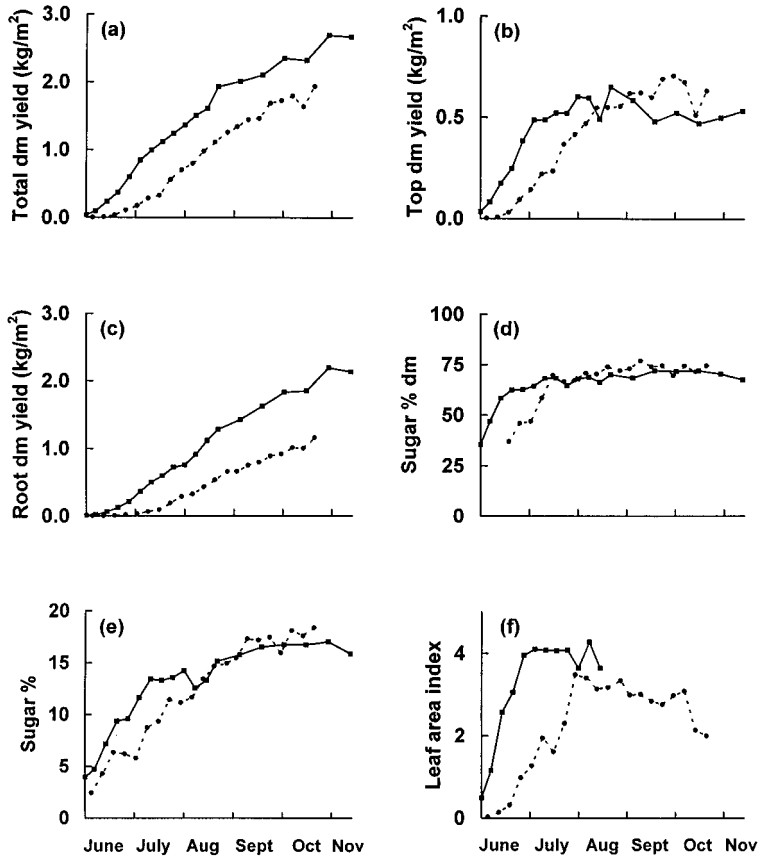 (a)
Total dm yield (kg/m²)
3.0
2.0
1.0
0.0
(b)
Top dm yield (kg/m²)
1.0
0.5
0.0
(c)
Root dm yield (kg/m²)
3.0
2.0
1.0
0.0
(d)
Sugar % dm
100
75
50
25
0
(e)
Sugar %
20
15
10
5
0
June July Aug Sept Oct Nov
(f)
Leaf area index
4
2
0
June July Aug Sept Oct Nov